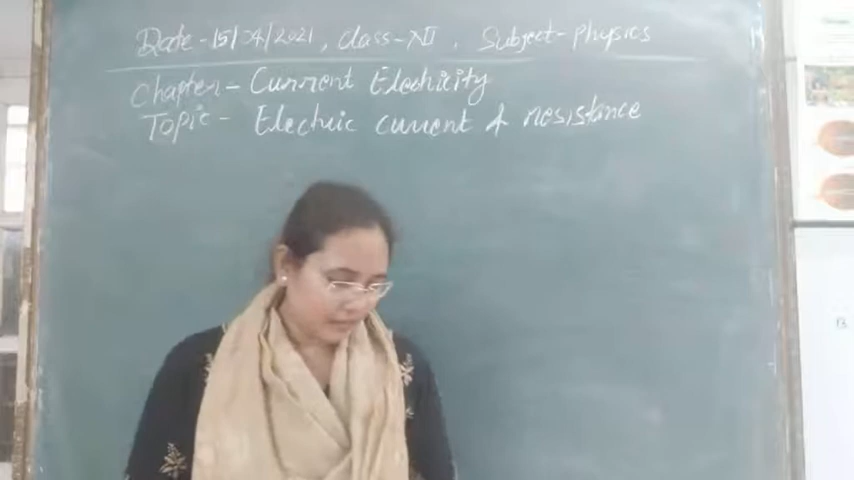 Date - 15/04/2021, Class - XII, Subject - Physics
Chapter - Current Electricity
Topic - Electric current & resistance